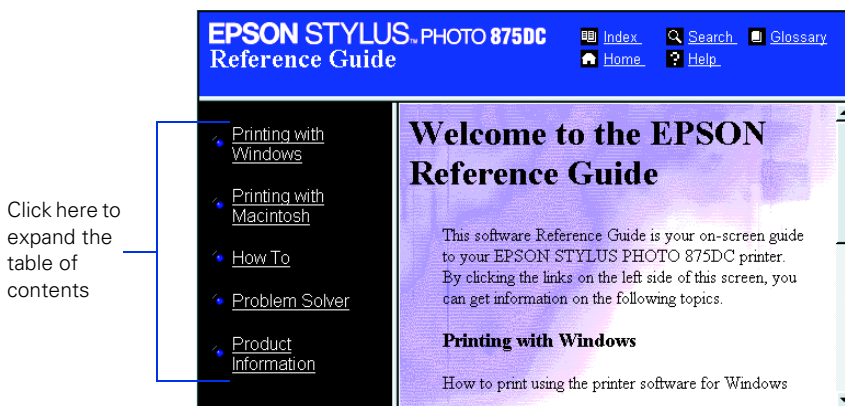 EPSON STYLUS™ PHOTO 875DC
Reference Guide
Index
Search
Glossary
Home
Help
Click here to
expand the
table of
contents
Printing with
Windows
Printing with
Macintosh
How To
Problem Solver
Product
Information
Welcome to the EPSON
Reference Guide
This software Reference Guide is your on-screen guide
to your EPSON STYLUS PHOTO 875DC printer.
By clicking the links on the left side of this screen, you
can get information on the following topics.
Printing with Windows
How to print using the printer software for Windows